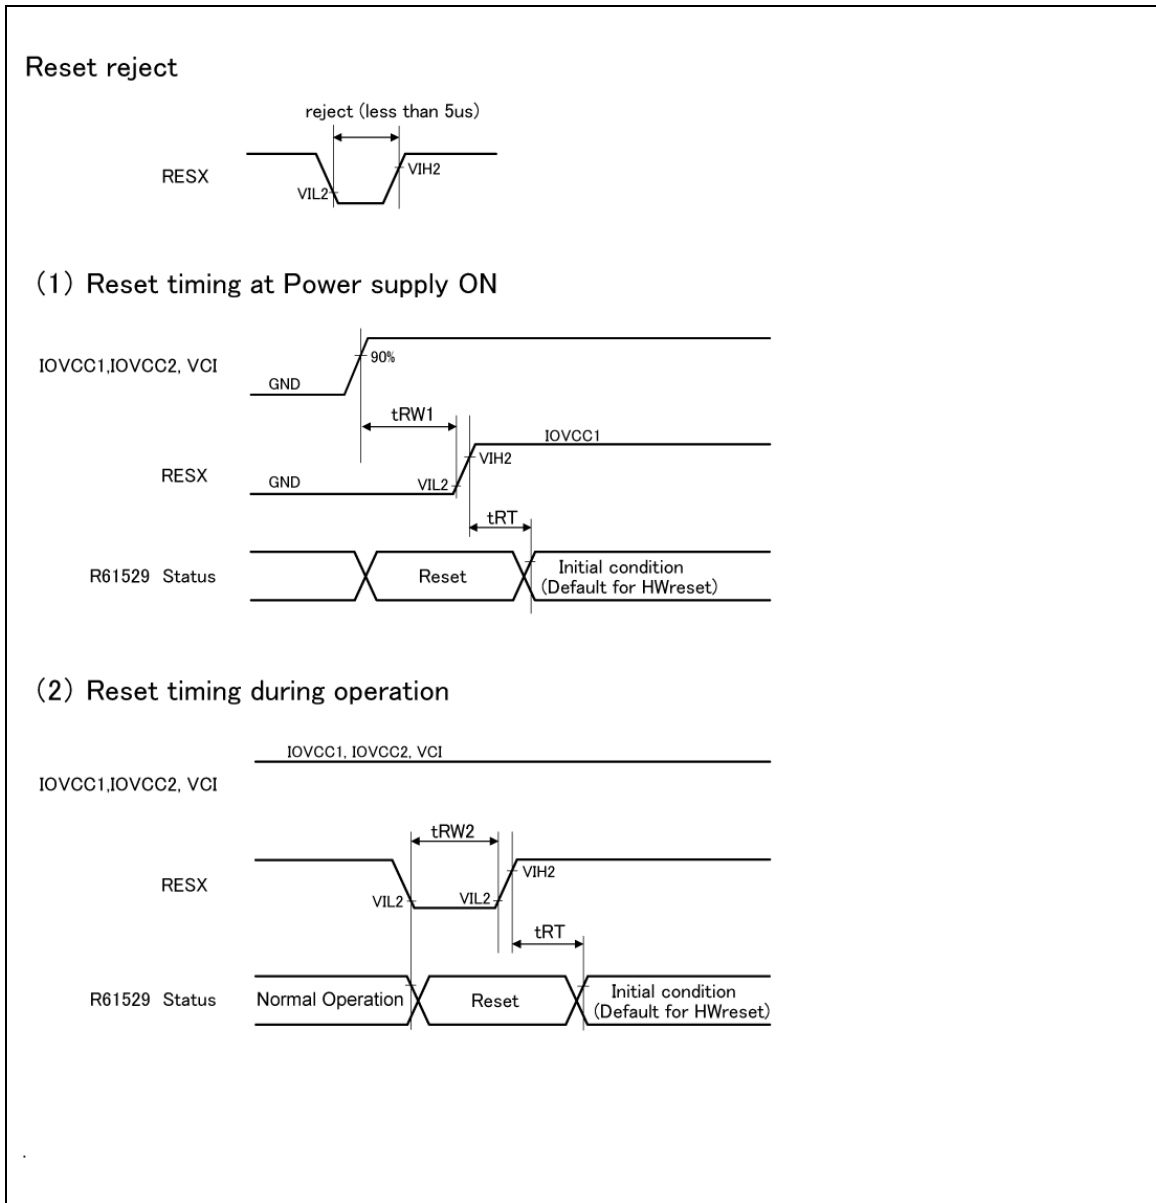 Reset reject
reject (less than 5us)
RESX
VIL2
VIH2
(1) Reset timing at Power supply ON
IOVCC1,IOVCC2, VCI
GND
90%
tRW1
IOVCC1
RESX
GND
VIL2
VIH2
tRT
R61529 Status
Reset
Initial condition
(Default for HWreset)
(2) Reset timing during operation
IOVCC1, IOVCC2, VCI
IOVCC1,IOVCC2, VCI
tRW2
RESX
VIL2
VIL2
VIH2
tRT
R61529 Status
Normal Operation
Reset
Initial condition
(Default for HWreset)
.